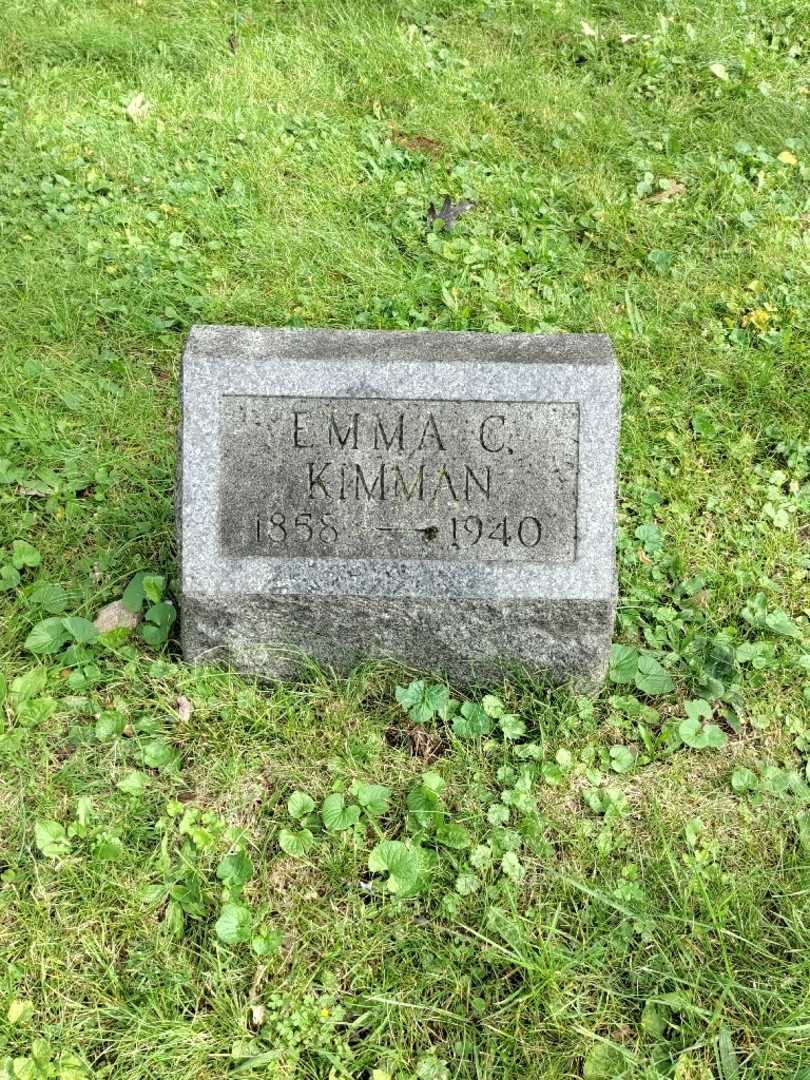 EMMA C.
KIMMAN
1858 — 1940